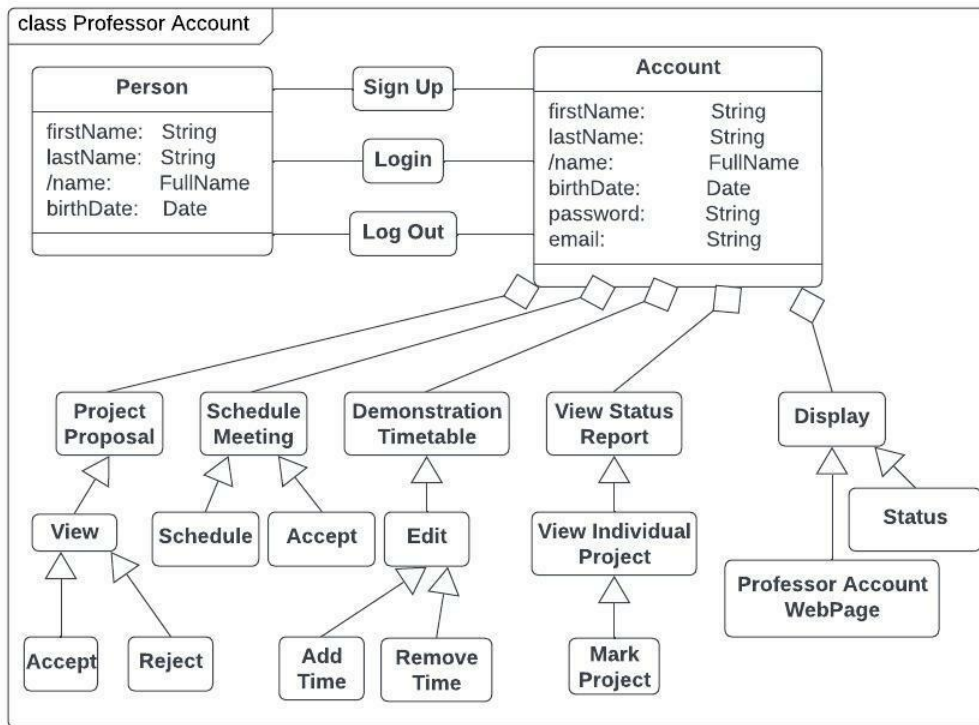 class Professor Account
Person
firstName: String
lastName: String
/name: FullName
birthDate: Date
Sign Up
Login
Log Out
Account
firstName: String
lastName: String
/name: FullName
birthDate: Date
password: String
email: String
Project
Proposal
Schedule
Meeting
Demonstration
Timetable
View Status
Report
Display
View
Schedule
Accept
Edit
View Individual
Project
Status
Professor Account
WebPage
Accept
Reject
Add
Time
Remove
Time
Mark
Project